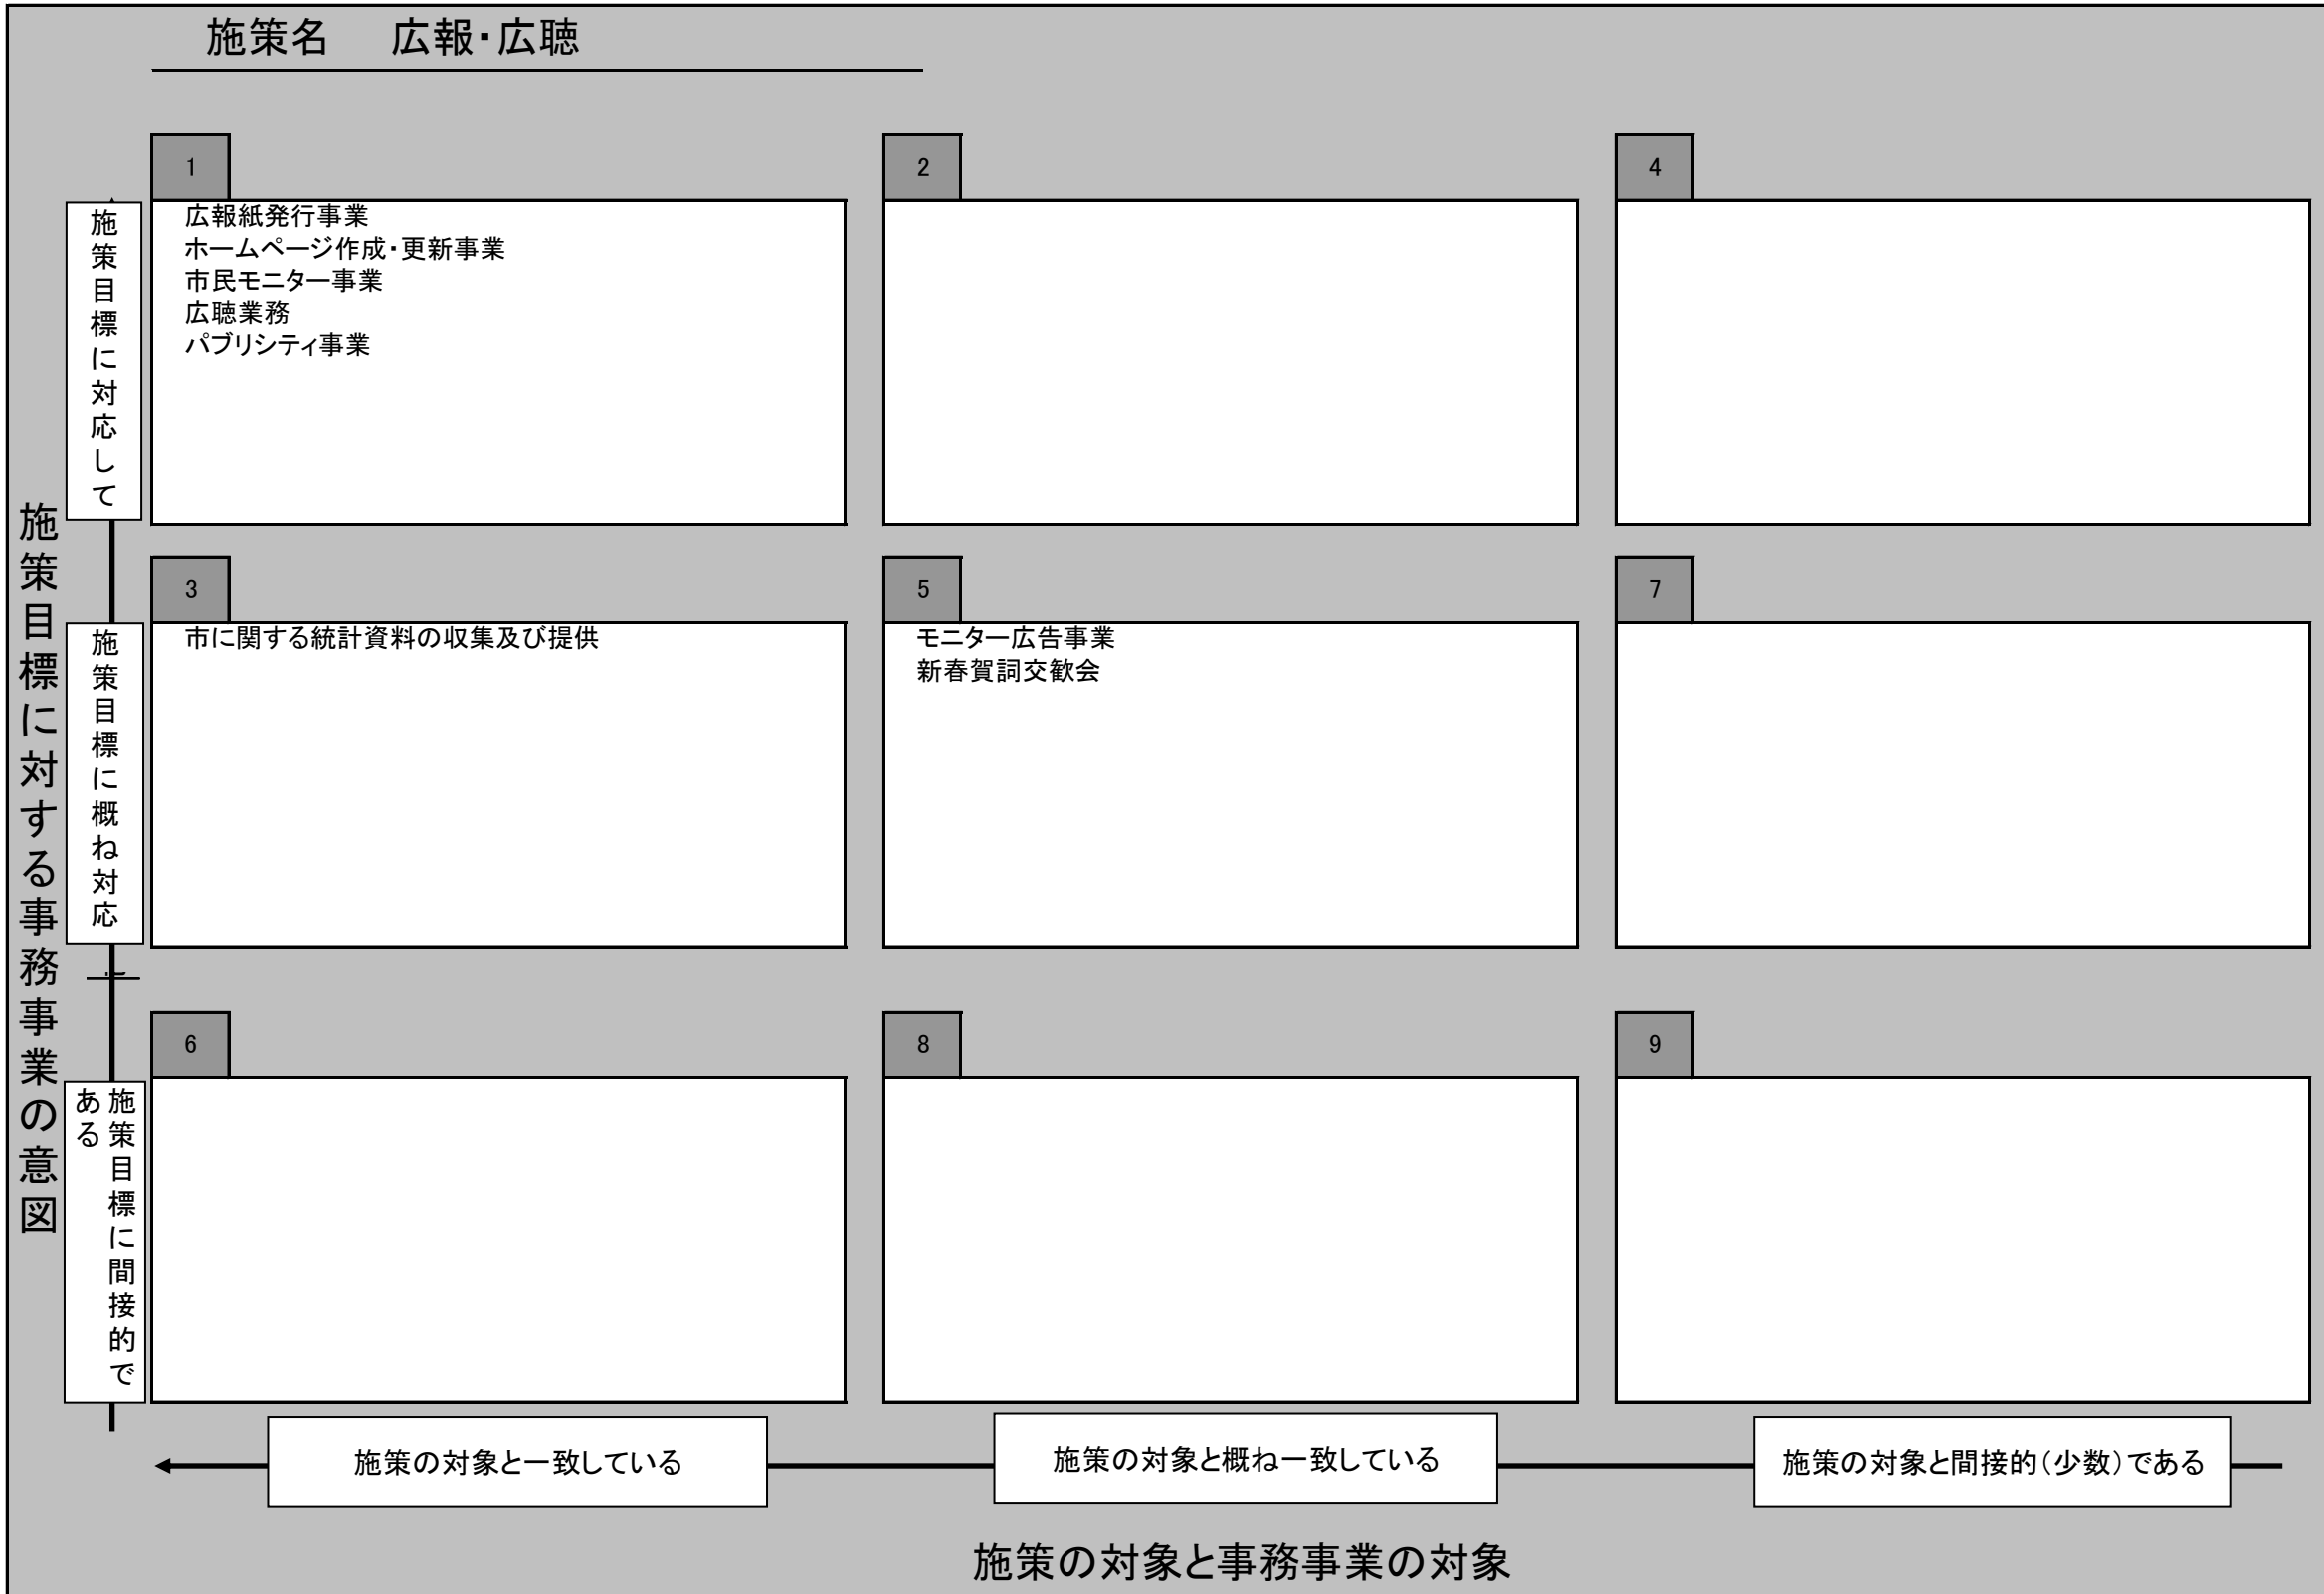 施策名　広報・広聴
1
2
4
施策目標に対応して
広報紙発行事業
ホームページ作成・更新事業
市民モニター事業
広聴業務
パブリシティ事業
施策目標に対する事務事業の意図
3
5
7
施策目標に概ね対応
市に関する統計資料の収集及び提供
モニター広告事業
新春賀詞交歓会
6
8
9
施策目標に間接的で
ある
施策の対象と一致している
施策の対象と概ね一致している
施策の対象と間接的（少数）である
施策の対象と事務事業の対象